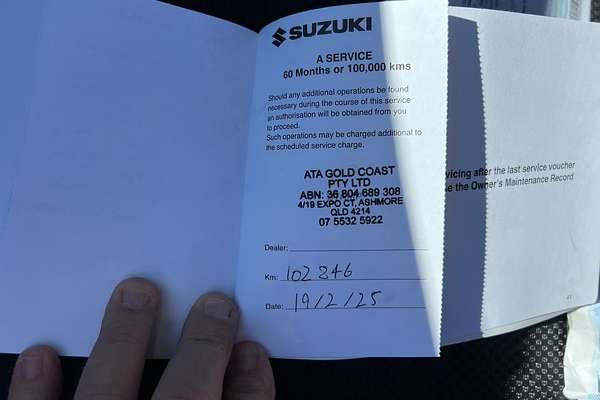 SUZUKI
A SERVICE
60 Months or 100,000 kms
Should any additional operations be found
necessary during the course of this service
an authorisation will be obtained from you
to proceed.
Such operations may be charged additional to
the scheduled service charge.
ATA GOLD COAST
PTY LTD
ABN: 36 804 689 308
4/19 EXPO CT, ASHMORE
QLD 4214
07 5532 5922
Dealer:
Km: 102846
Date: 19/2/25
vicing after the last service voucher
e the Owner's Maintenance Record